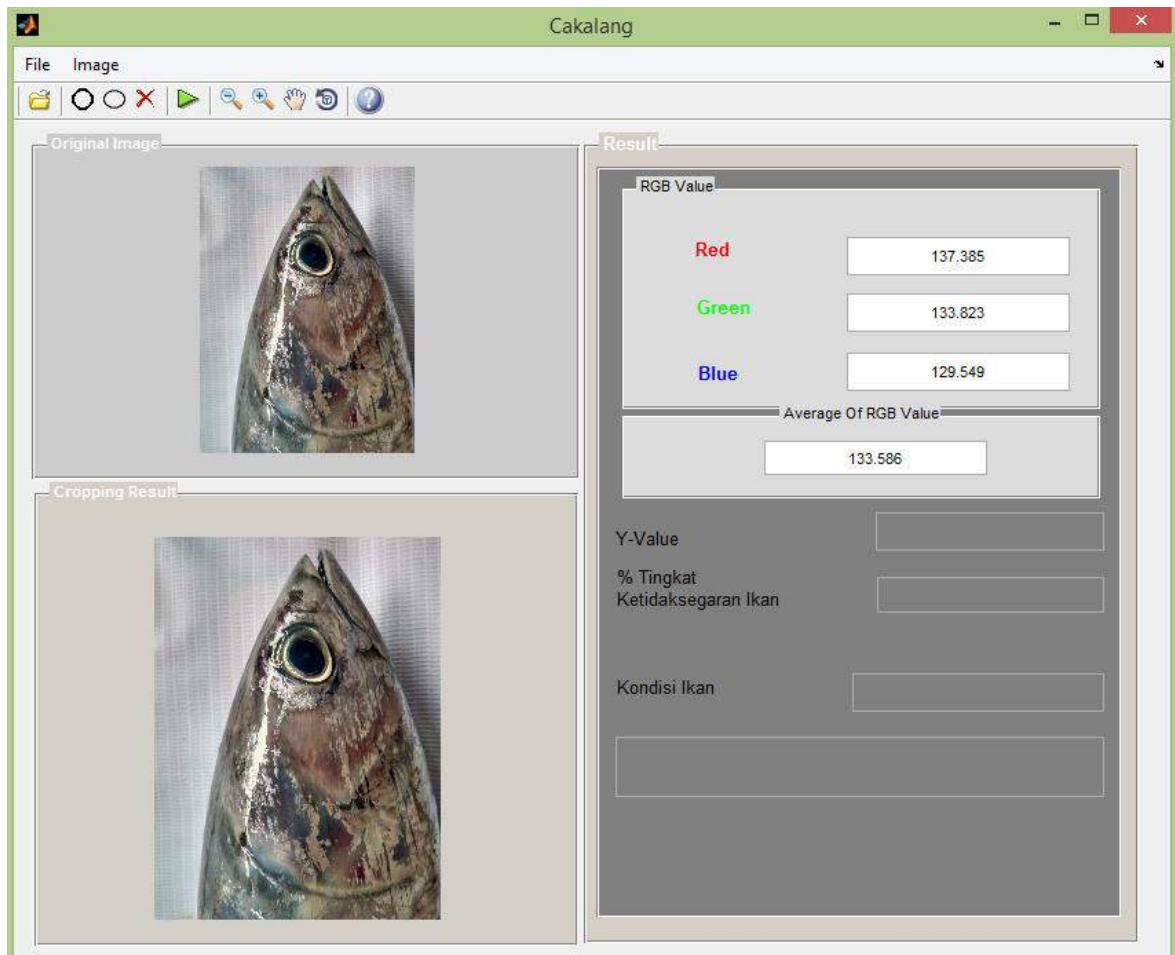 Cakalang
File Image
Original Image
Cropping Result
Result
RGB Value
Red 137.385
Green 133.823
Blue 129.549
Average Of RGB Value
133.586
Y-Value
% Tingkat
Ketidaksegaran Ikan
Kondisi Ikan